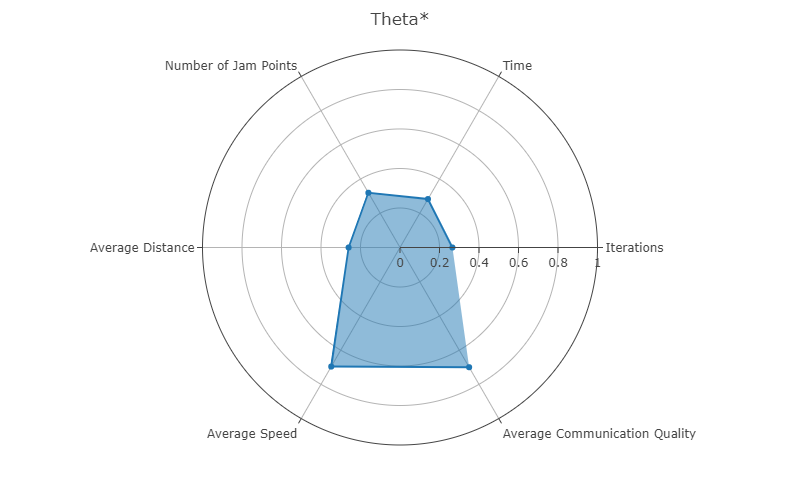 Theta*
Number of Jam Points
Time
Average Distance
Iterations
0 0.2 0.4 0.6 0.8 1
Average Speed
Average Communication Quality